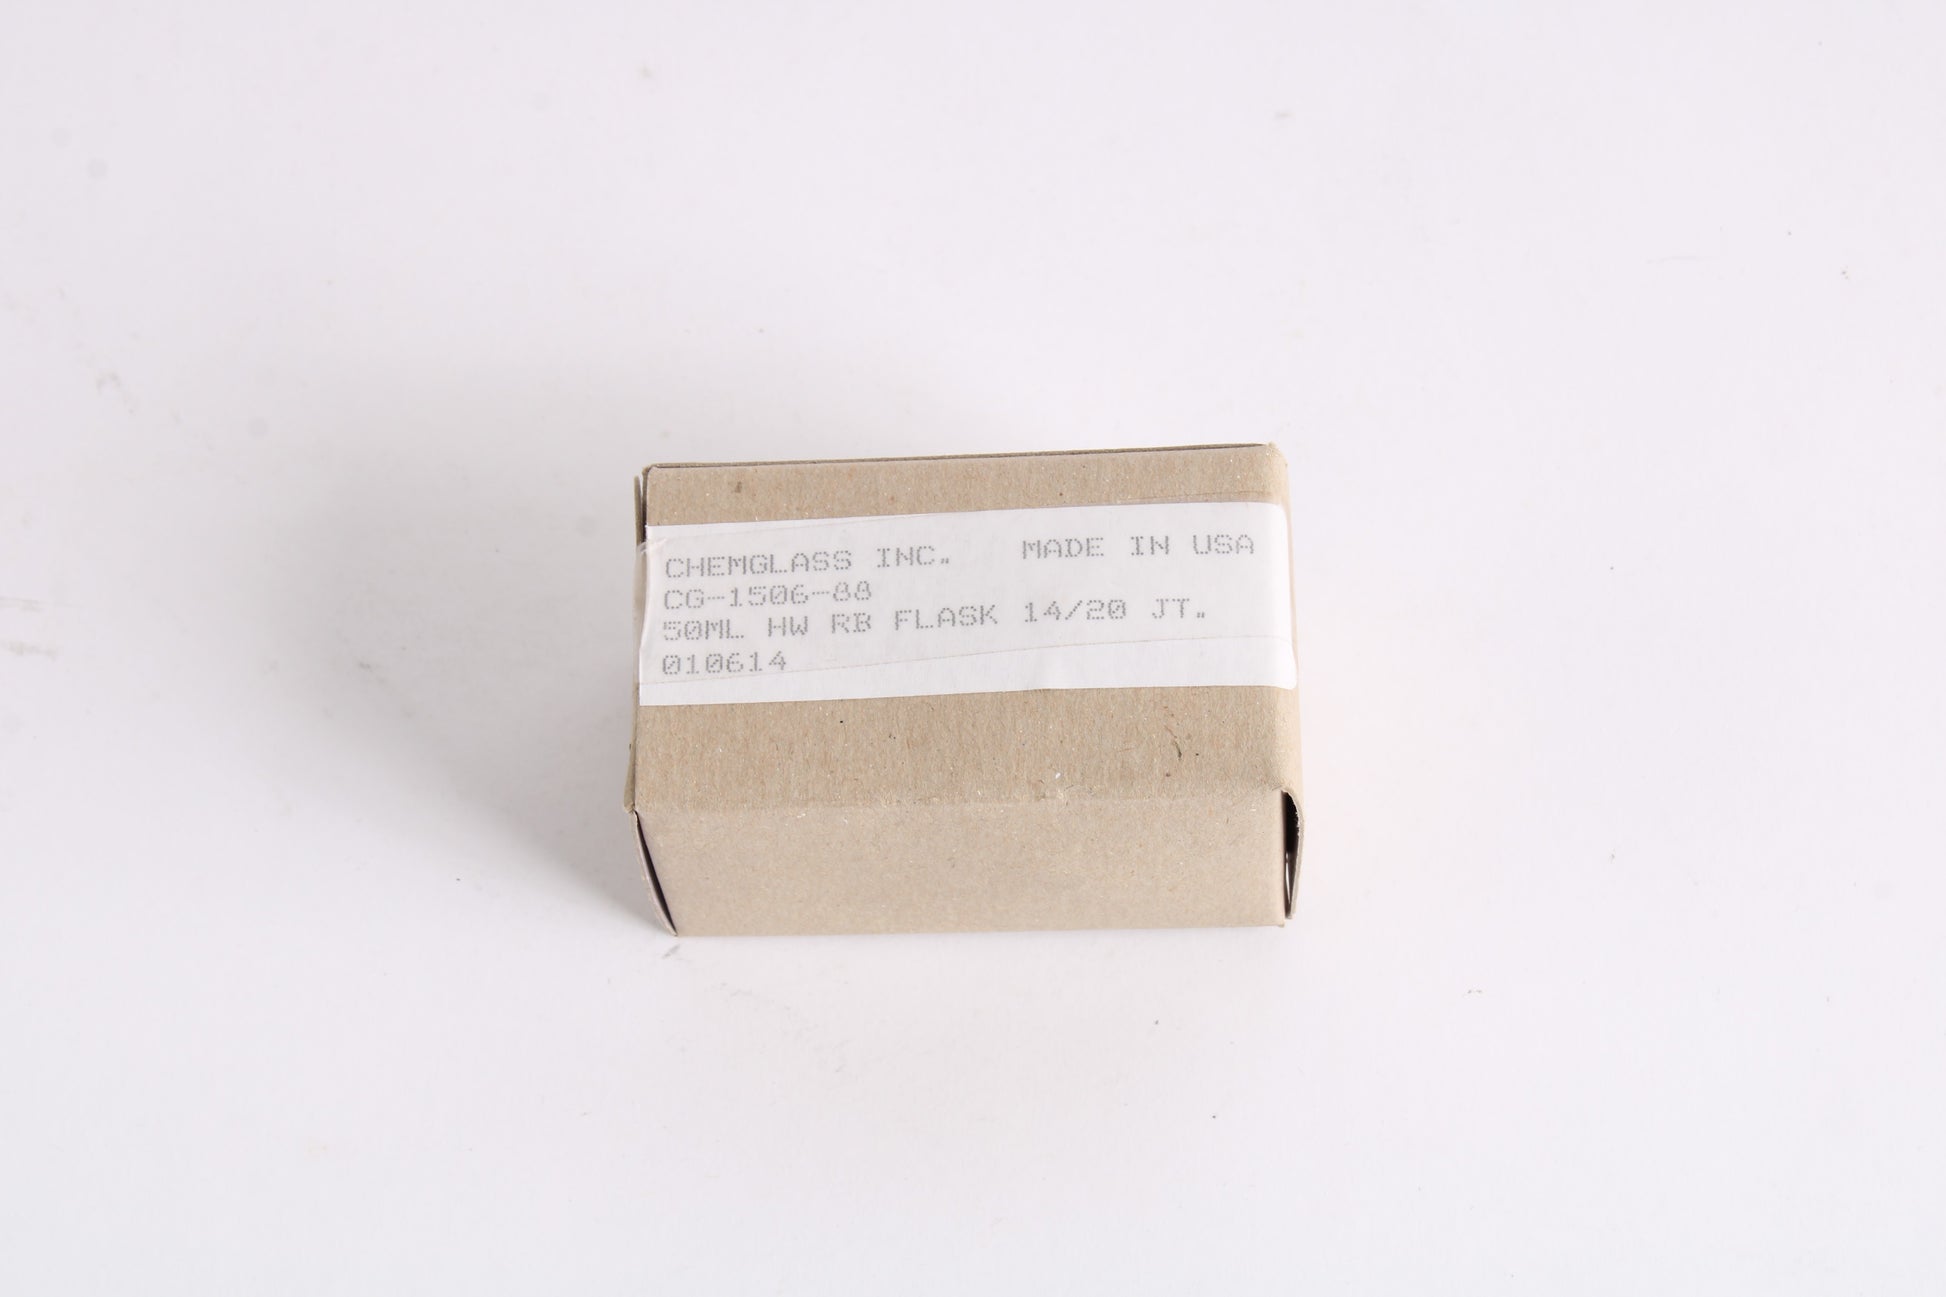 CHEMGLASS INC. MADE IN USA
CG-1506-88
50ML HW RB FLASK 14/20 JT.
010614